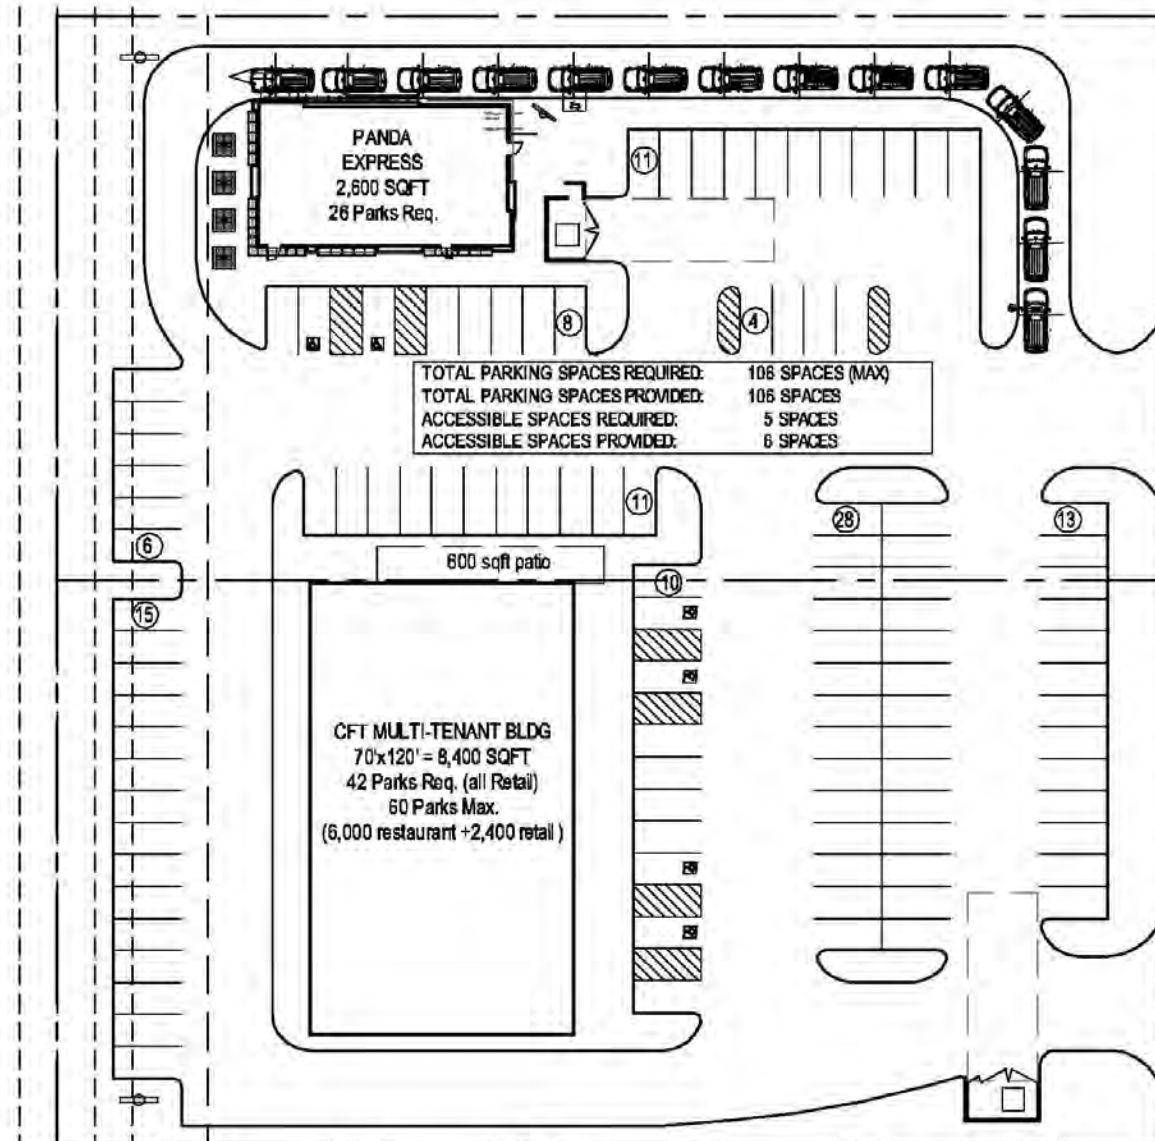 PANDA
EXPRESS
2,600 SQFT
26 Parks Req.
11
8
4
TOTAL PARKING SPACES REQUIRED: 106 SPACES (MAX)
TOTAL PARKING SPACES PROVIDED: 106 SPACES
ACCESSIBLE SPACES REQUIRED: 5 SPACES
ACCESSIBLE SPACES PROVIDED: 6 SPACES
11
28
13
6
600 sqft patio
10
15
CFT MULTI-TENANT BLDG
70'x120' = 8,400 SQFT
42 Parks Req. (all Retail)
60 Parks Max.
(6,000 restaurant +2,400 retail )